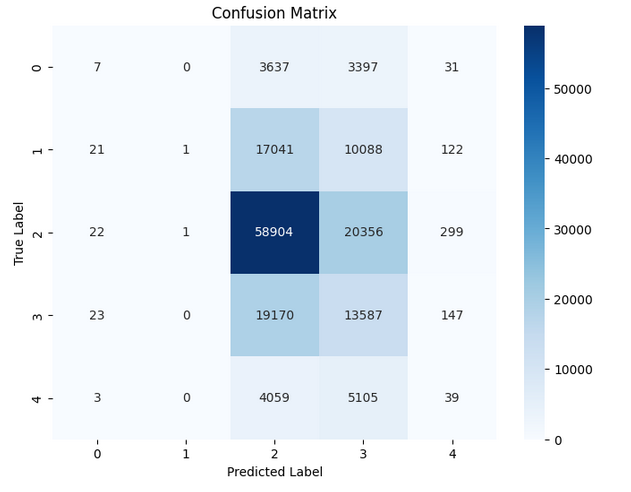 Confusion Matrix
0 7 0 3637 3397 31
1 21 1 17041 10088 122
2 22 1 58904 20356 299
3 23 0 19170 13587 147
4 3 0 4059 5105 39
0 1 2 3 4
Predicted Label
True Label
50000
40000
30000
20000
10000
0